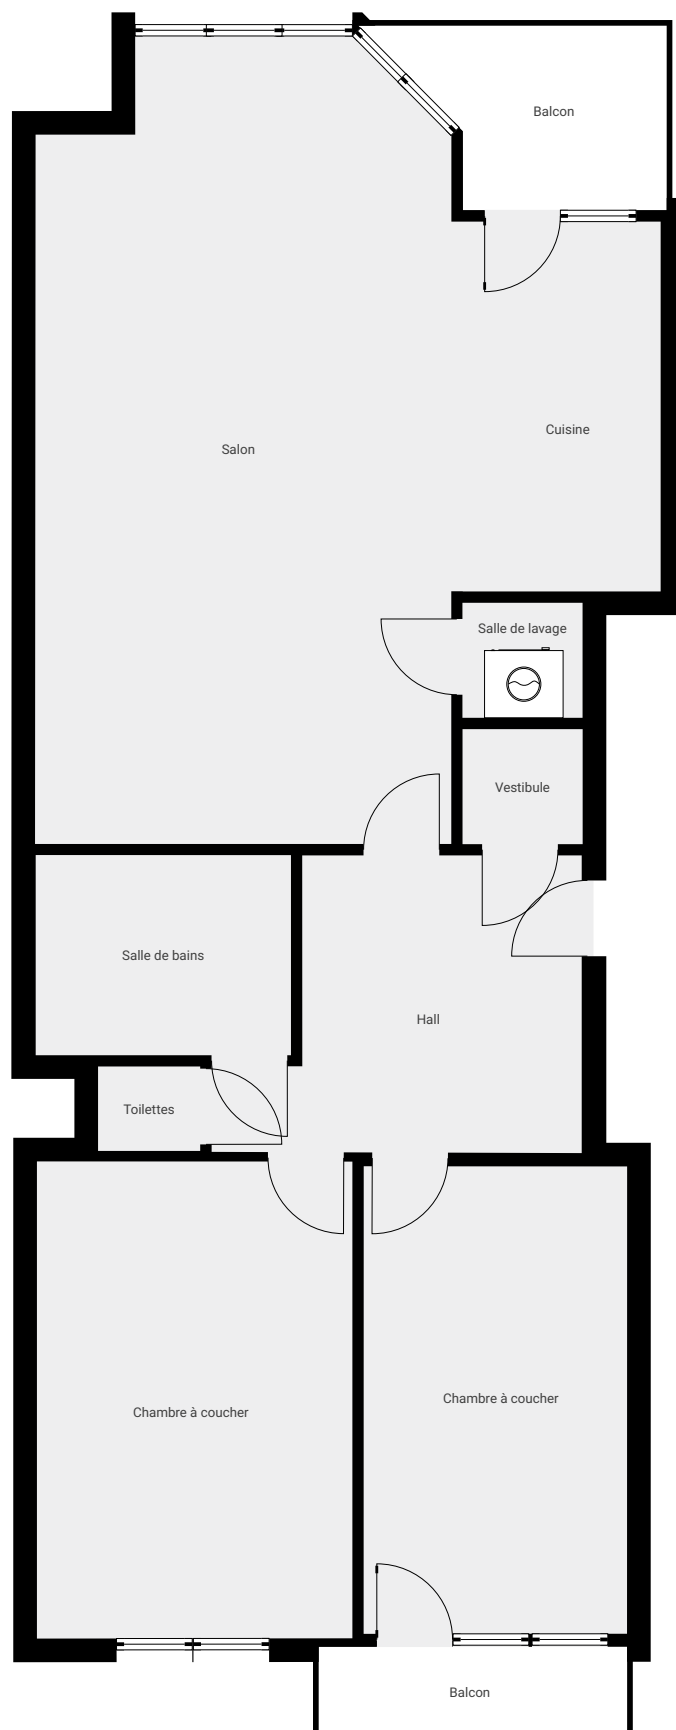 Balcon
Cuisine
Salon
Salle de lavage
Vestibule
Salle de bains
Hall
Toilettes
Chambre à coucher
Chambre à coucher
Balcon